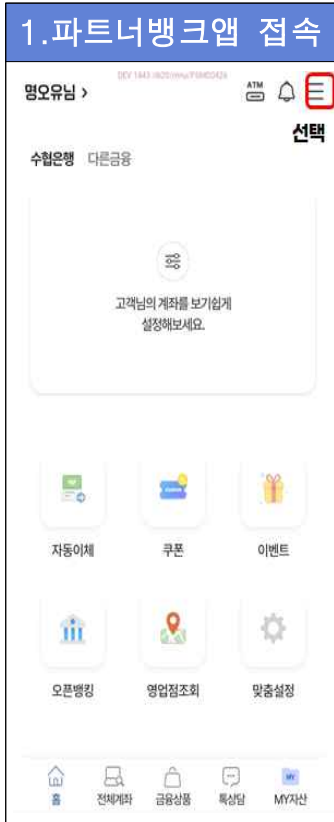 1.파트너뱅크앱 접속
명오유님 >
ATM
선택
수협은행 다른금융
고객님의 계좌를 보기쉽게
설정해보세요.
자동이체 쿠폰 이벤트
오픈뱅킹 영업점조회 맞춤설정
MY
홈 전체계좌 금융상품 톡상담 MY자산